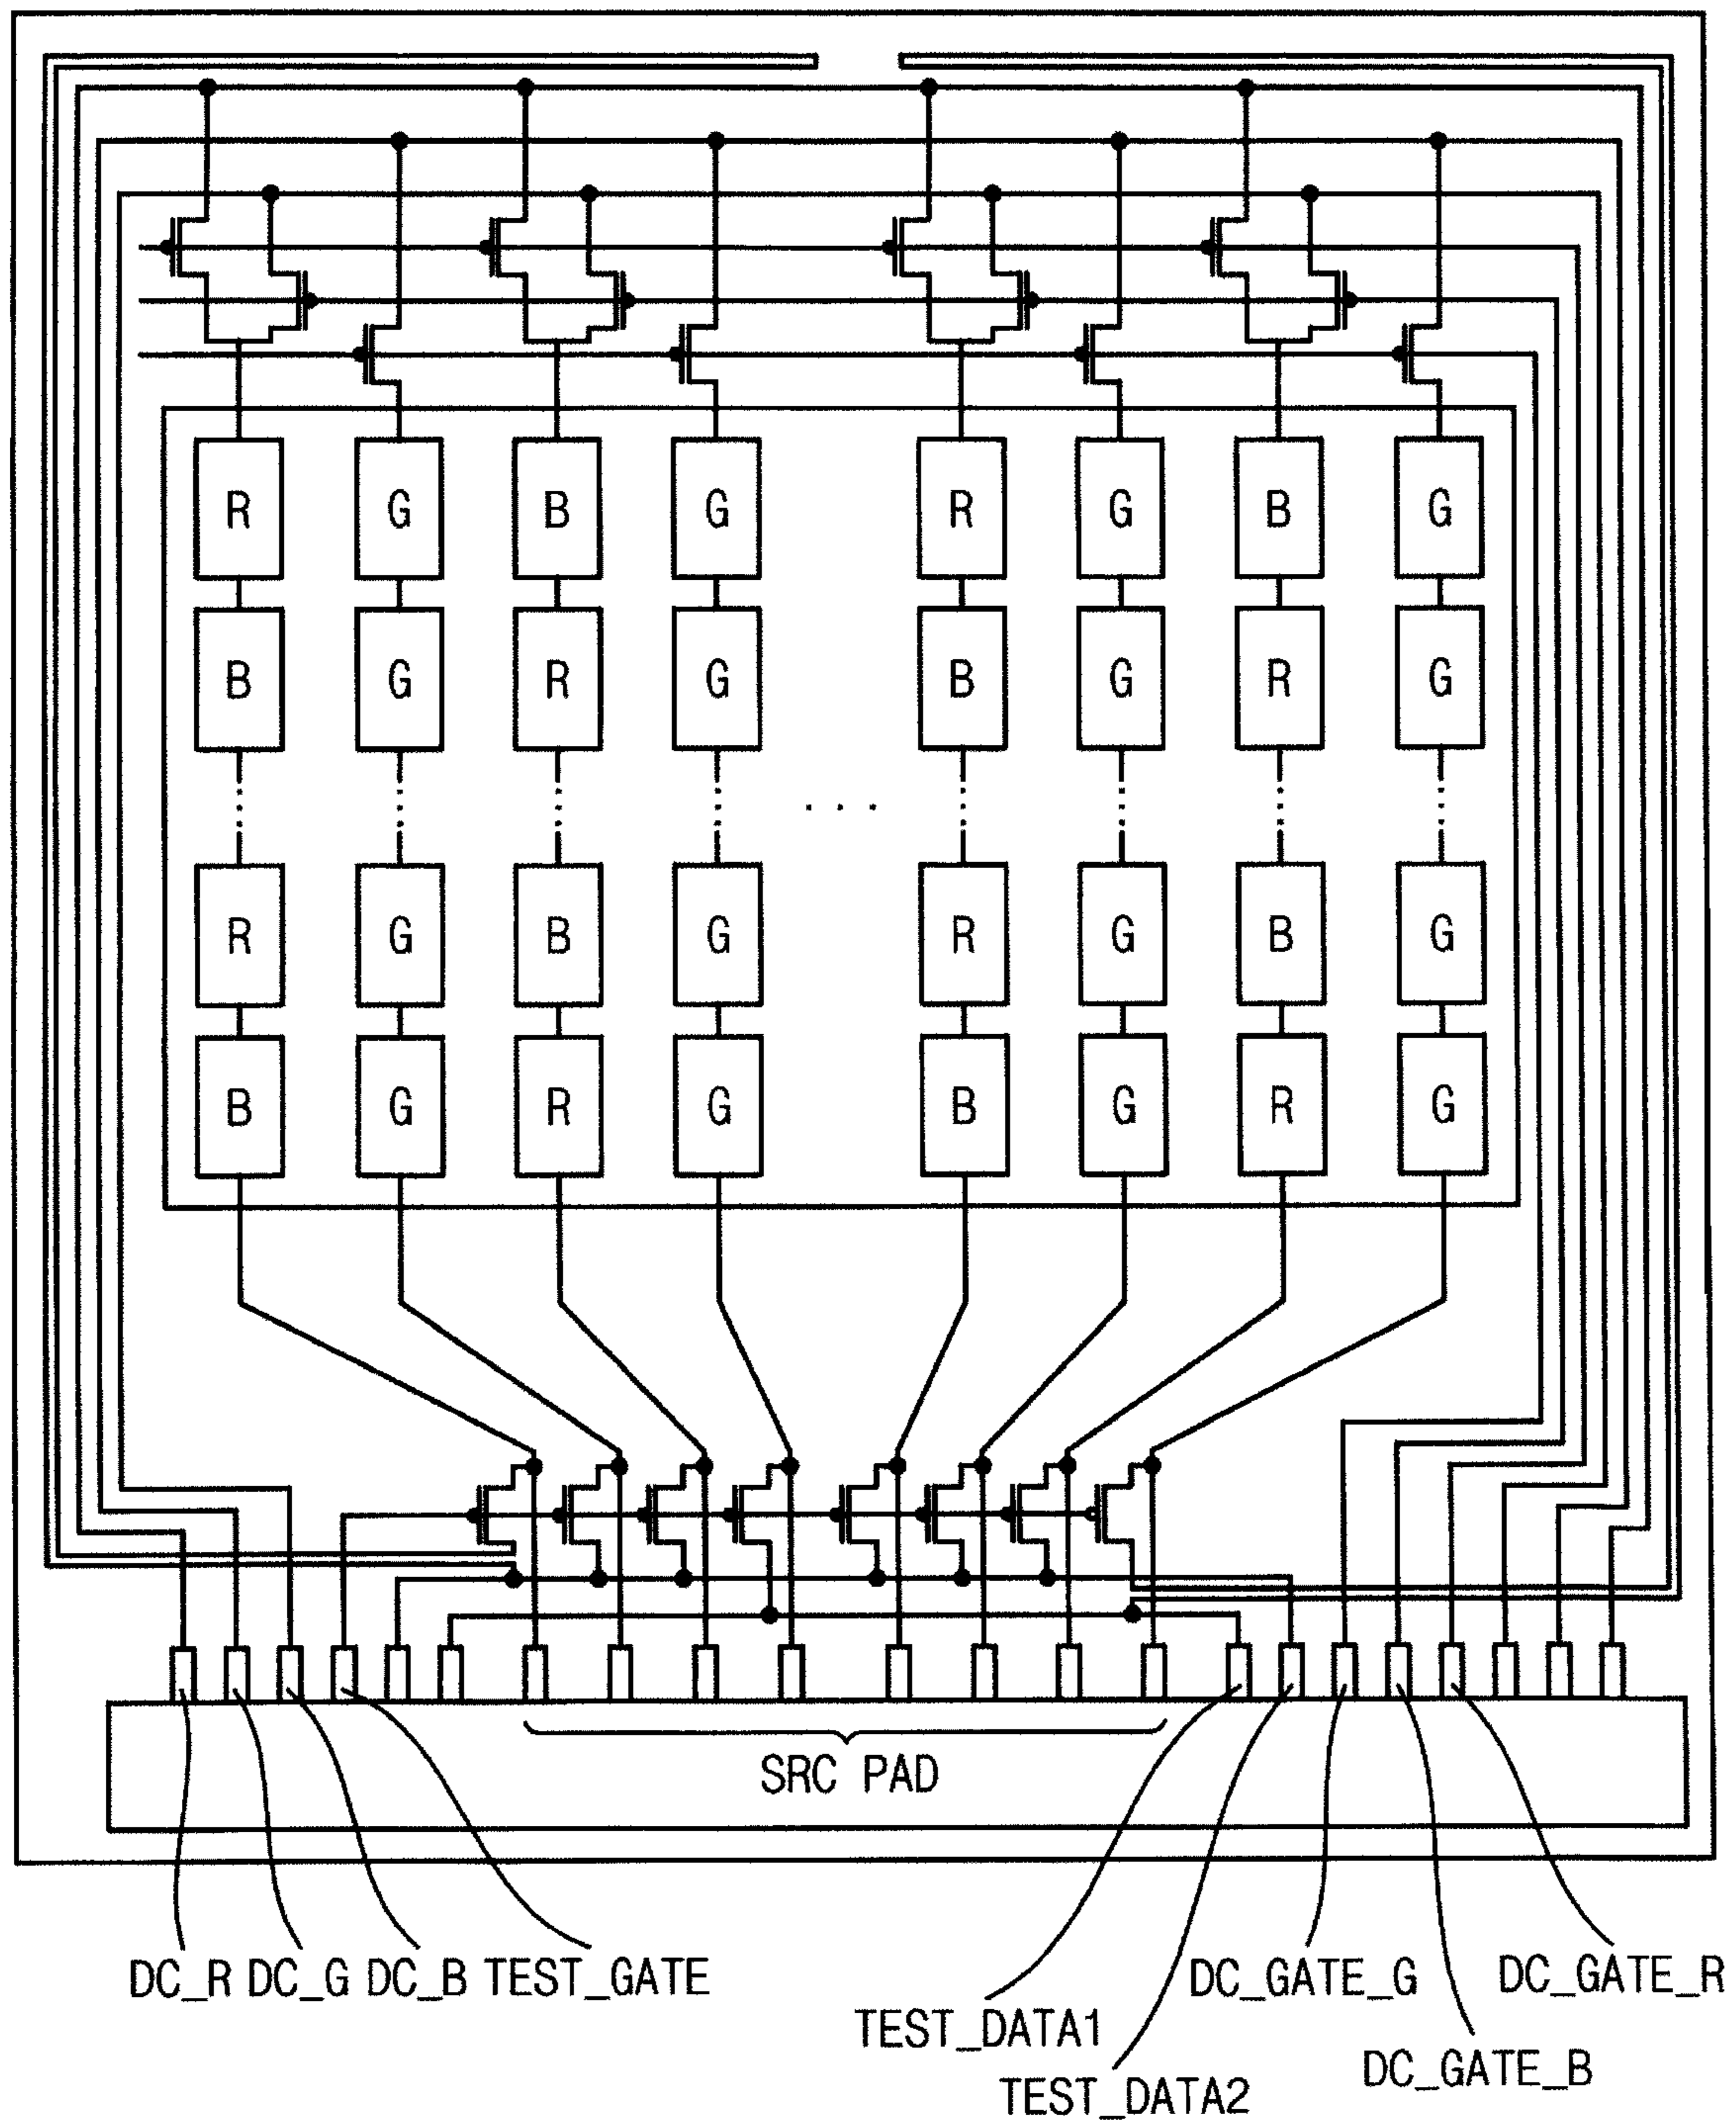 R G B G R G B G
B G R G B G R G
. . .
R G B G R G B G
B G R G B G R G
SRC PAD
DC_R DC_G DC_B TEST_GATE
DC_GATE_G
DC_GATE_R
TEST_DATA1
DC_GATE_B
TEST_DATA2